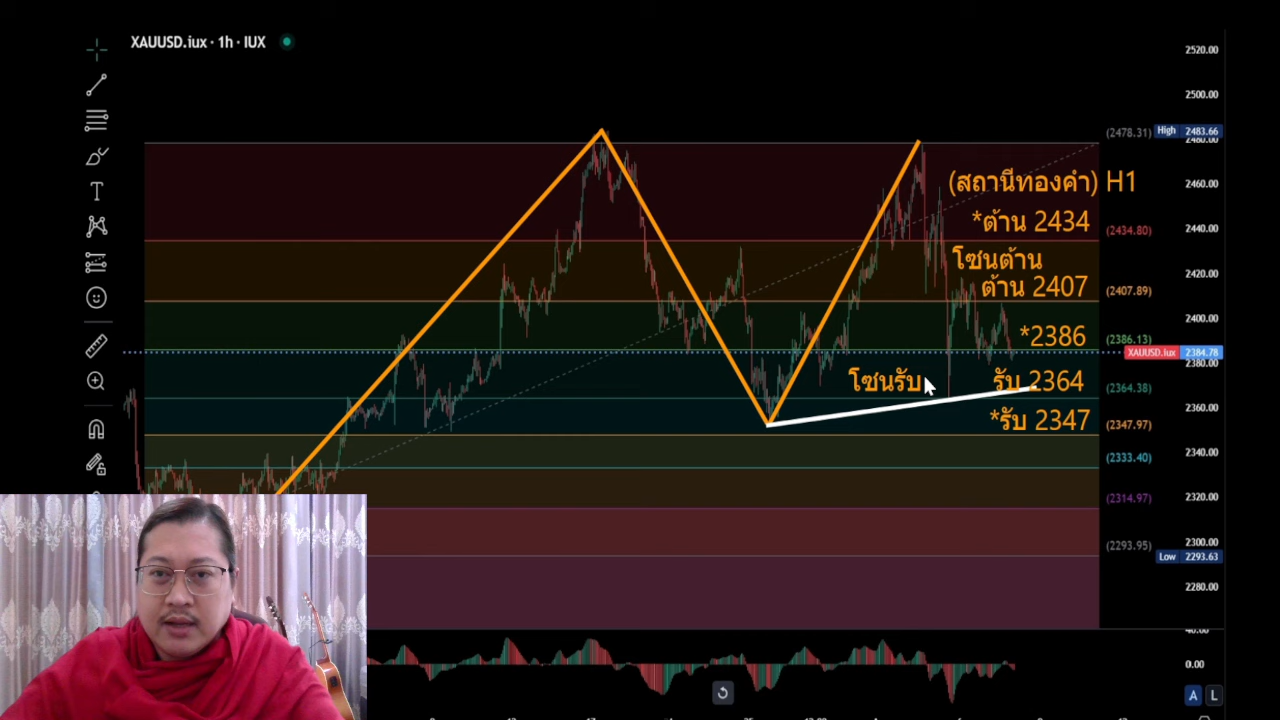 XAUUSD.iux · 1h · IUX
2520.00
2500.00
(2478.31) High 2483.66
2460.00
(สถานีทองคำ) H1
*ต้าน 2434
2440.00
(2434.80)
โซนต้าน
2420.00
ต้าน 2407
(2407.89)
2400.00
*2386
(2386.13)
XAUUSD.iux 2384.78
2380.00
โซนรับ
รับ 2364
(2364.38)
2360.00
*รับ 2347
(2347.97)
2340.00
(2333.40)
2320.00
(2314.97)
2300.00
(2293.95)
Low 2293.63
2280.00
0.00
A L